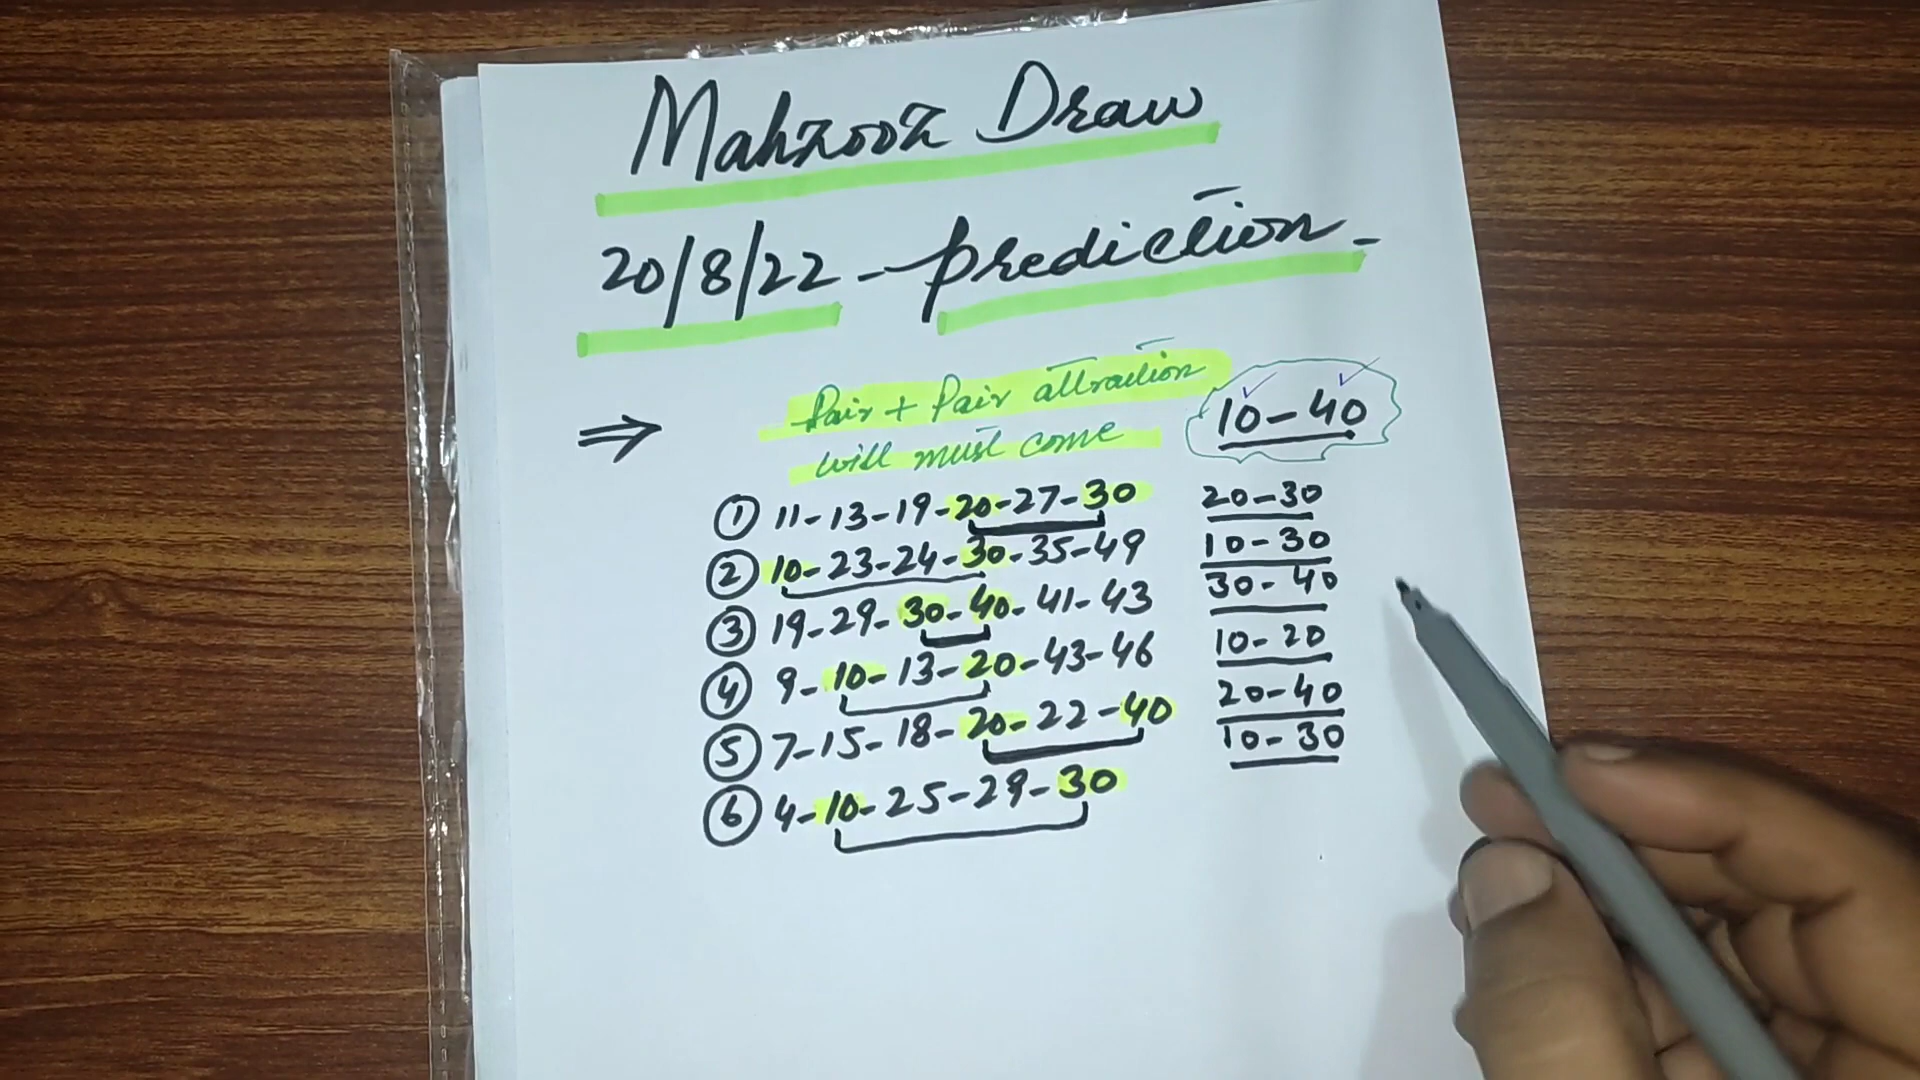 Mahzooz Draw
20/8/22 - Prediction -
⇒ Pair + Pair attraction
will must come
10-40
① 11-13-19-20-27-30 20-30
② 10-23-24-30-35-49 10-30
③ 19-29-30-40-41-43 30-40
④ 9-10-13-20-43-46 10-20
⑤ 7-15-18-20-22-40 20-40
⑥ 4-10-25-29-30 10-30